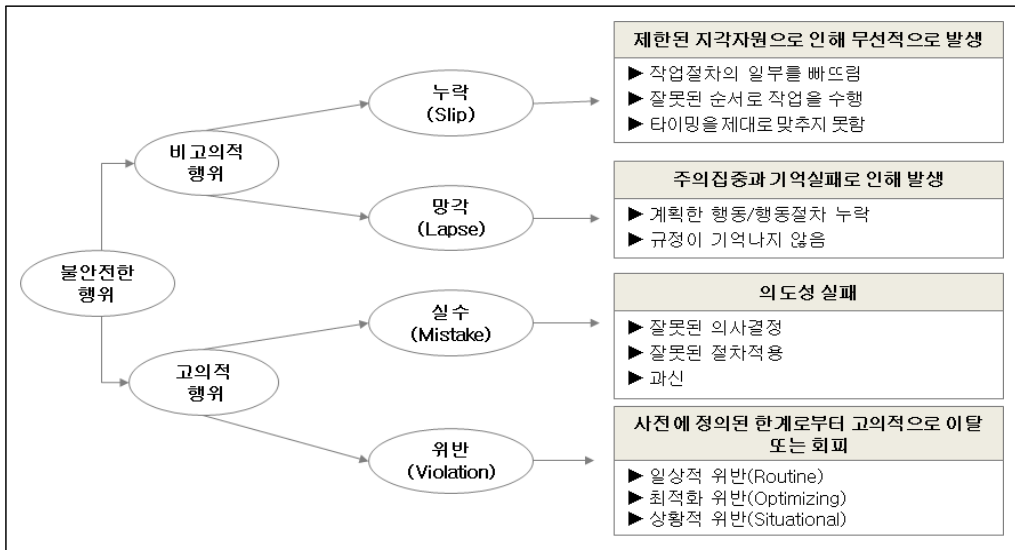 불안전한
행위
비고의적
행위
고의적
행위
누락
(Slip)
망각
(Lapse)
실수
(Mistake)
위반
(Violation)
제한된 지각자원으로 인해 무선적으로 발생
▶ 작업절차의 일부를 빠뜨림
▶ 잘못된 순서로 작업을 수행
▶ 타이밍을 제대로 맞추지 못함
주의집중과 기억실패로 인해 발생
▶ 계획한 행동/행동절차 누락
▶ 규정이 기억나지 않음
의도성 실패
▶ 잘못된 의사결정
▶ 잘못된 절차적용
▶ 과신
사전에 정의된 한계로부터 고의적으로 이탈
또는 회피
▶ 일상적 위반(Routine)
▶ 최적화 위반(Optimizing)
▶ 상황적 위반(Situational)